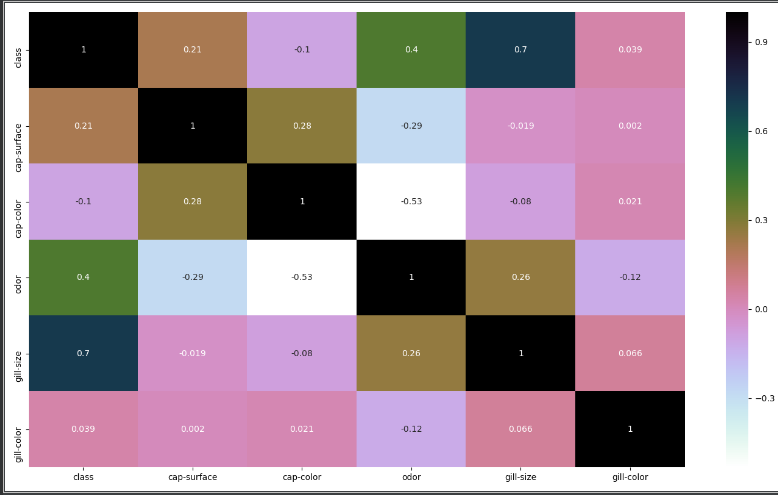 class 1 0.21 -0.1 0.4 0.7 0.039
cap-surface 0.21 1 0.28 -0.29 -0.019 0.002
cap-color -0.1 0.28 1 -0.53 -0.08 0.021
odor 0.4 -0.29 -0.53 1 0.26 -0.12
gill-size 0.7 -0.019 -0.08 0.26 1 0.066
gill-color 0.039 0.002 0.021 -0.12 0.066 1
class cap-surface cap-color odor gill-size gill-color
0.9
0.6
0.3
0.0
-0.3